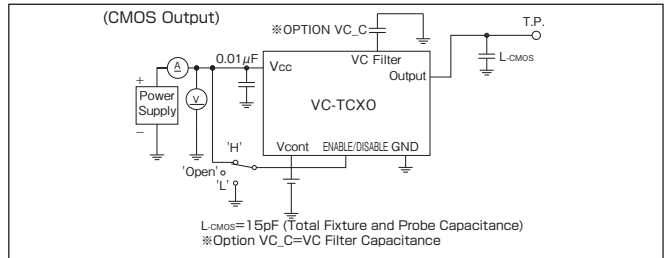 (CMOS Output)
※OPTION VC_C
T.P.
A
0.01μF
Vcc
VC Filter
Output
L-CMOS
+
Power
Supply
−
V
VC-TCXO
Vcont
ENABLE/DISABLE
GND
'H'
'Open'
'L'
L-CMOS=15pF (Total Fixture and Probe Capacitance)
※Option VC_C=VC Filter Capacitance